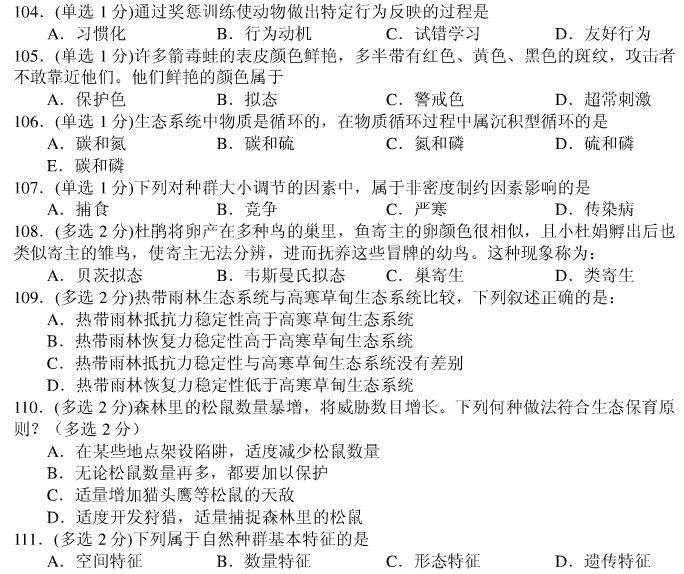 104．(单选 1 分)通过奖惩训练使动物做出特定行为反映的过程是
A．习惯化 B．行为动机 C．试错学习 D．友好行为
105．(单选 1 分)许多箭毒蛙的表皮颜色鲜艳，多半带有红色、黄色、黑色的斑纹，攻击者
不敢靠近他们。他们鲜艳的颜色属于
A．保护色 B．拟态 C．警戒色 D．超常刺激
106．(单选 1 分)生态系统中物质是循环的，在物质循环过程中属沉积型循环的是
A．碳和氮 B．碳和硫 C．氮和磷 D．硫和磷
E．碳和磷
107．(单选 1 分)下列对种群大小调节的因素中，属于非密度制约因素影响的是
A．捕食 B．竞争 C．严寒 D．传染病
108．(多选 2 分)杜鹃将卵产在多种鸟的巢里，鱼寄主的卵颜色很相似，且小杜娟孵出后也
类似寄主的雏鸟，使寄主无法分辨，进而抚养这些冒牌的幼鸟。这种现象称为：
A．贝茨拟态 B．韦斯曼氏拟态 C．巢寄生 D．类寄生
109．(多选 2 分)热带雨林生态系统与高寒草甸生态系统比较，下列叙述正确的是：
A．热带雨林抵抗力稳定性高于高寒草甸生态系统
B．热带雨林恢复力稳定性高于高寒草甸生态系统
C．热带雨林抵抗力稳定性与高寒草甸生态系统没有差别
D．热带雨林恢复力稳定性低于高寒草甸生态系统
110．(多选 2 分)森林里的松鼠数量暴增，将威胁数目增长。下列何种做法符合生态保育原
则？（多选 2 分）
A．在某些地点架设陷阱，适度减少松鼠数量
B．无论松鼠数量再多，都要加以保护
C．适量增加猫头鹰等松鼠的天敌
D．适度开发狩猎，适量捕捉森林里的松鼠
111．(多选 2 分)下列属于自然种群基本特征的是
A．空间特征 B．数量特征 C．形态特征 D．遗传特征